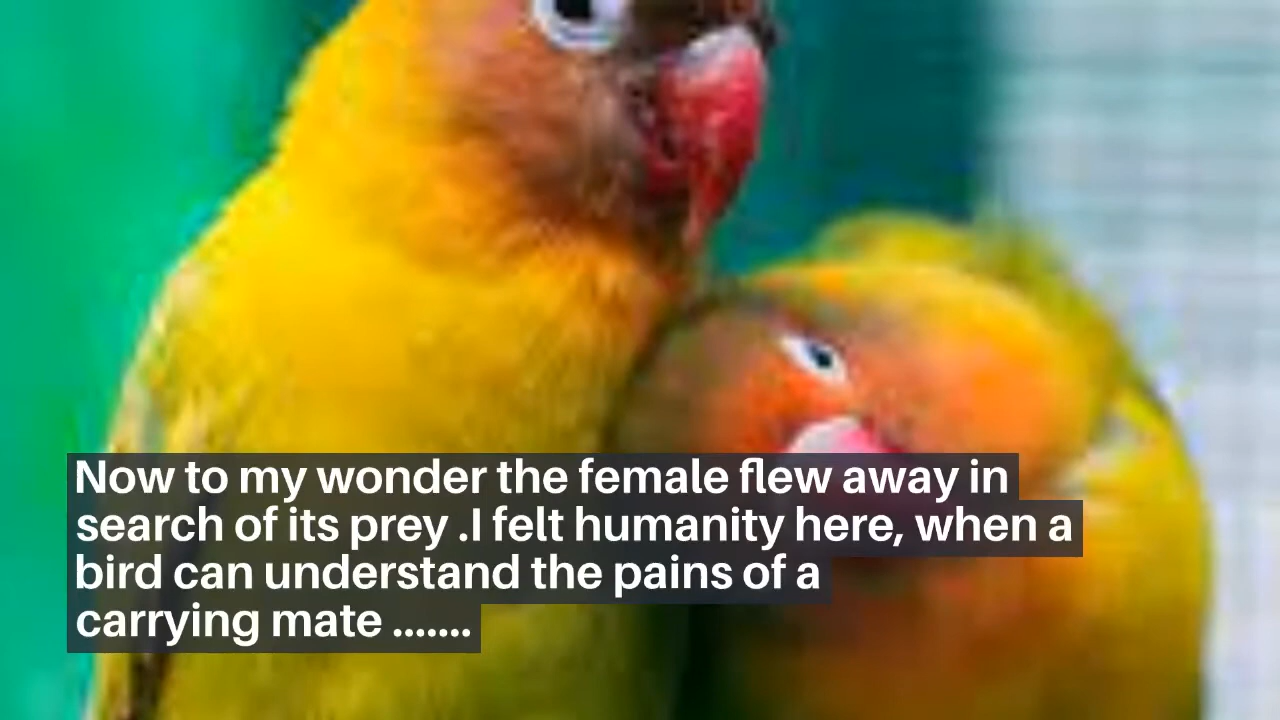 Now to my wonder the female flew away in
search of its prey .I felt humanity here, when a
bird can understand the pains of a
carrying mate .......